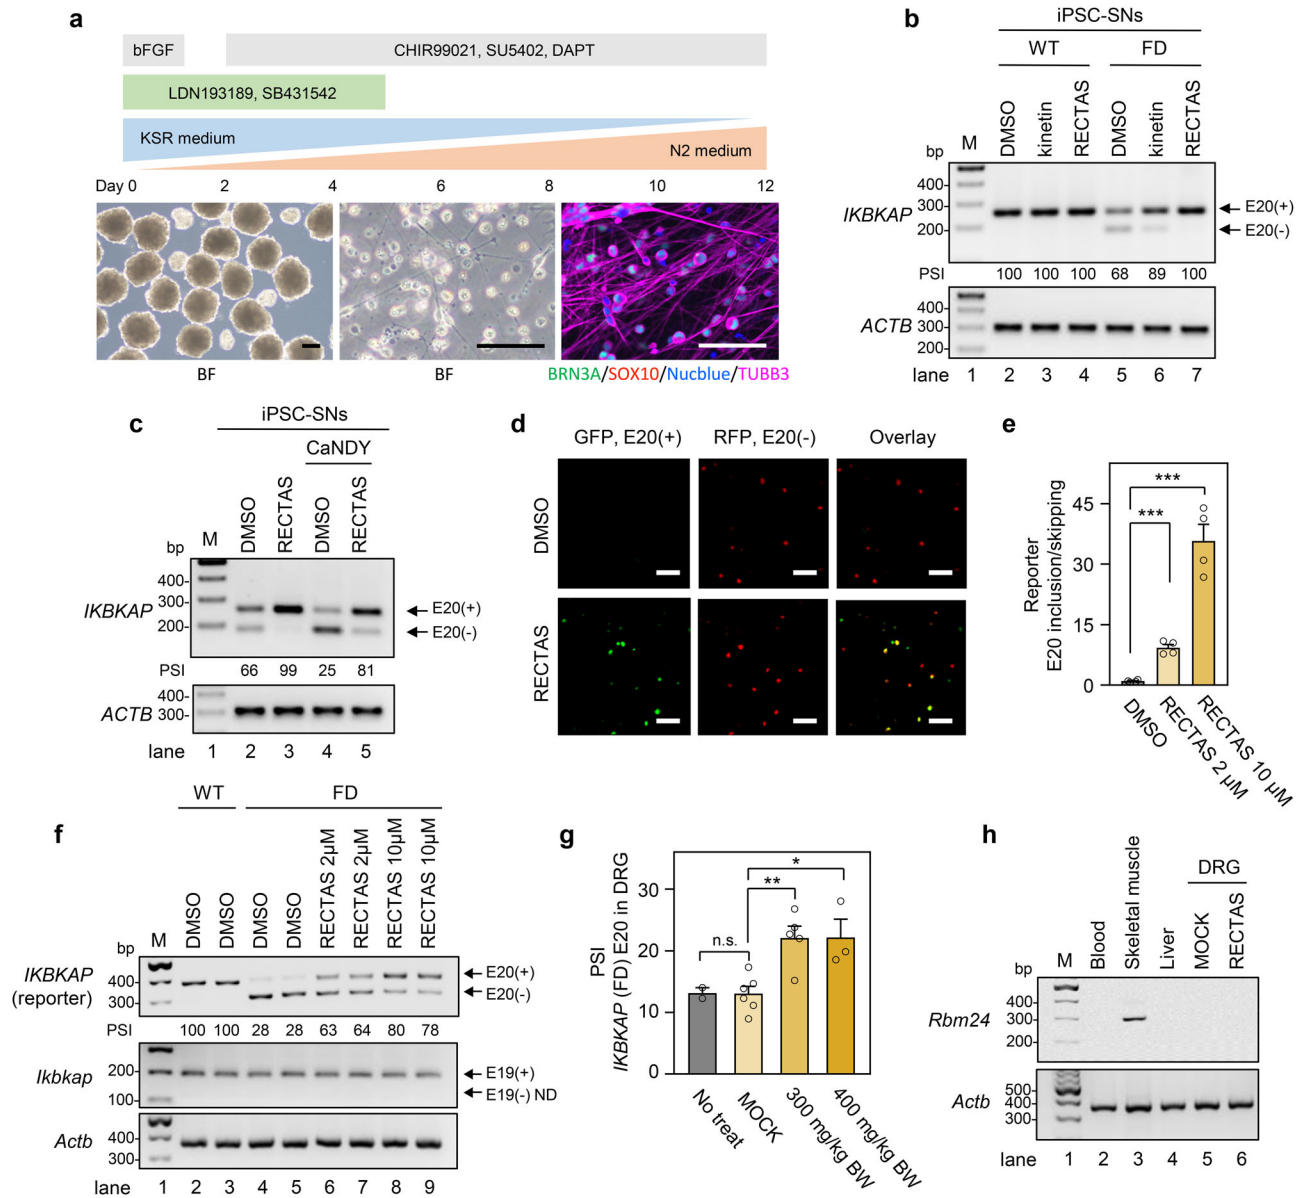 a
bFGF
CHIR99021, SU5402, DAPT
LDN193189, SB431542
KSR medium
N2 medium
Day 0 2 4 6 8 10 12
BF
BF
BRN3A/SOX10/Nucblue/TUBB3
b
iPSC-SNs
WT FD
M DMSO kinetin RECTAS DMSO kinetin RECTAS
bp
400-
300-
200-
IKBKAP
E20(+)
E20(-)
PSI 100 100 100 68 89 100
ACTB
400-
300-
200-
lane 1 2 3 4 5 6 7
c
iPSC-SNs
CaNDY
M DMSO RECTAS DMSO RECTAS
bp
400-
300-
200-
IKBKAP
E20(+)
E20(-)
PSI 66 99 25 81
ACTB
400-
300-
lane 1 2 3 4 5
d
GFP, E20(+) RFP, E20(-) Overlay
DMSO
RECTAS
e
Reporter
E20 inclusion/skipping
45
30
15
0
***
***
DMSO
RECTAS 2 µM
RECTAS 10 µM
f
WT FD
M DMSO DMSO DMSO DMSO RECTAS 2µM RECTAS 2µM RECTAS 10µM RECTAS 10µM
bp
400-
300-
IKBKAP
(reporter)
E20(+)
E20(-)
PSI 100 100 28 28 63 64 80 78
Ikbkap
200-
100-
E19(+)
E19(-) ND
Actb
400-
300-
lane 1 2 3 4 5 6 7 8 9
g
PSI
IKBKAP (FD) E20 in DRG
30
20
10
0
n.s.
**
*
No treat
MOCK
300 mg/kg BW
400 mg/kg BW
h
DRG
M Blood Skeletal muscle Liver MOCK RECTAS
bp
400-
300-
200-
Rbm24
Actb
500-
400-
300-
lane 1 2 3 4 5 6